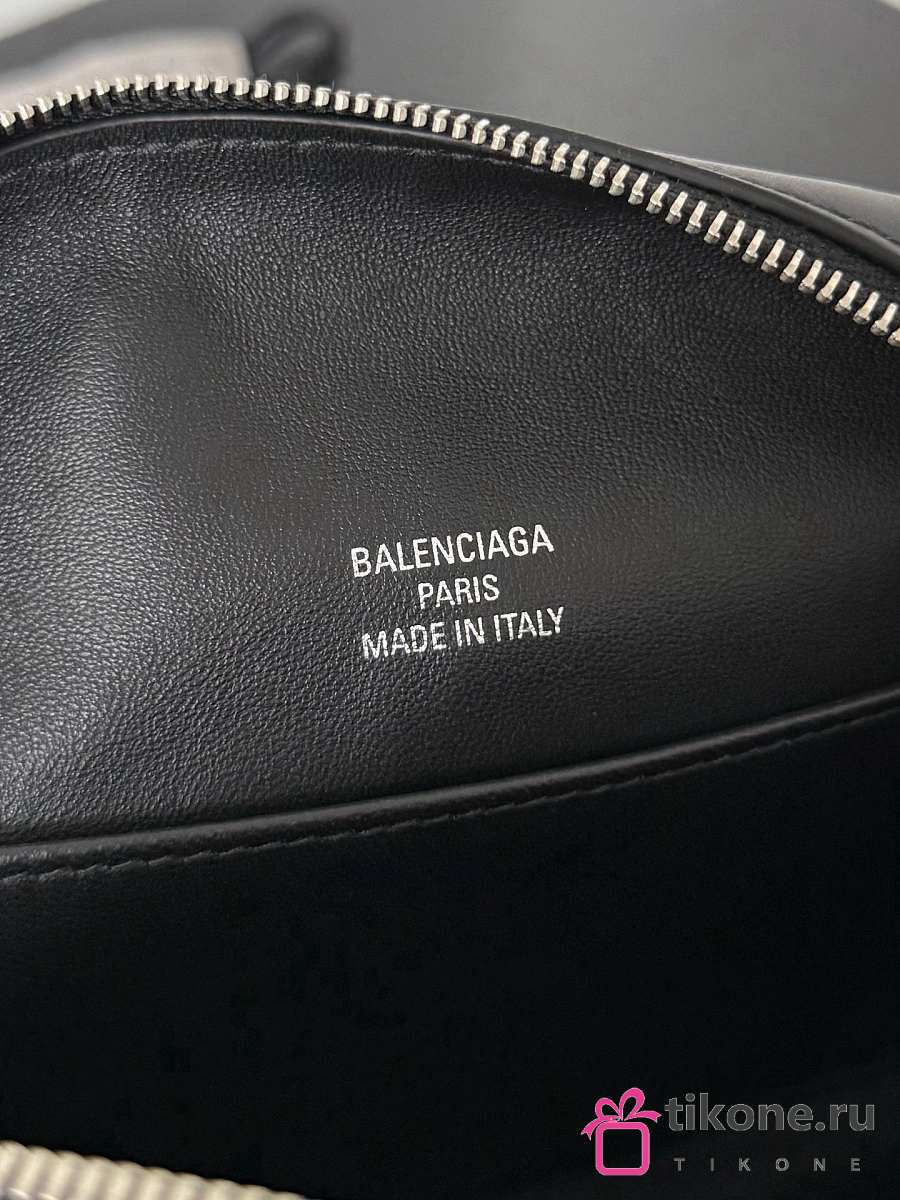 BALENCIAGA
PARIS
MADE IN ITALY
tikone.ru
TIKONE